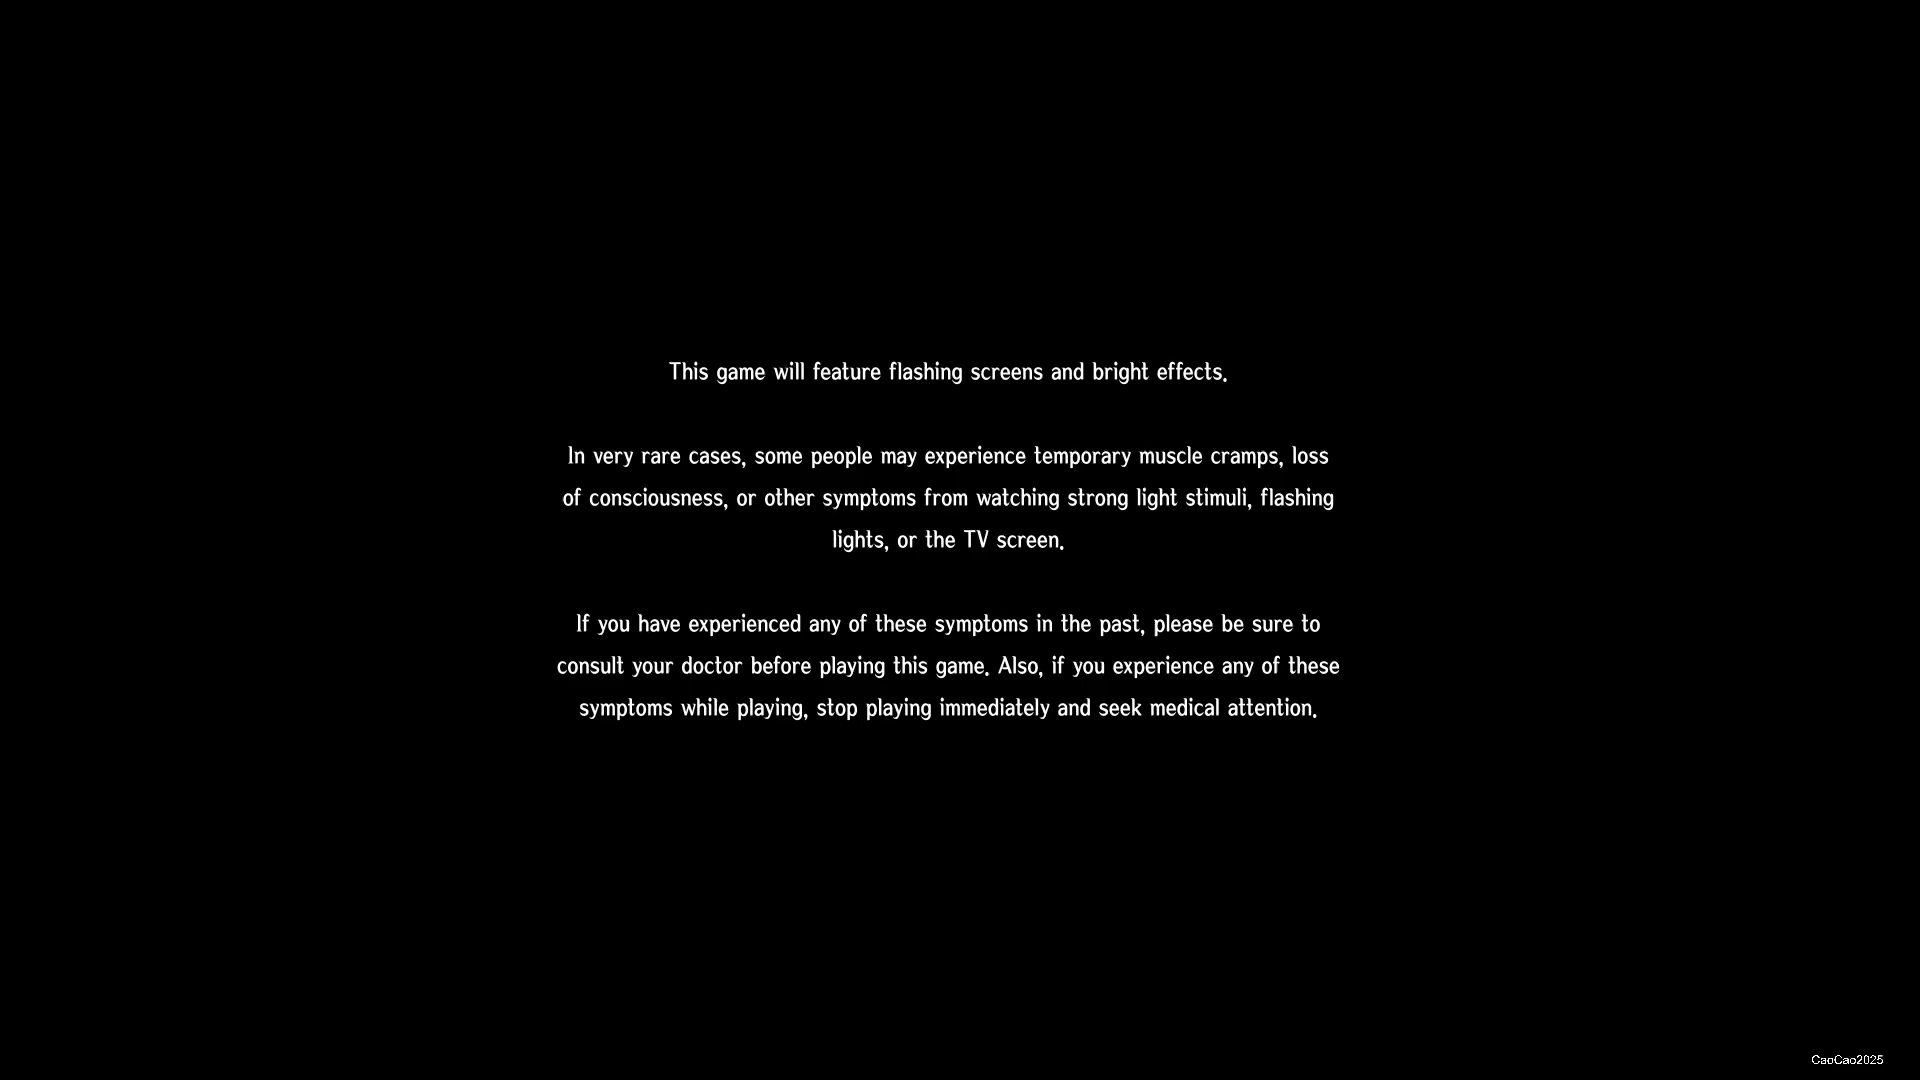 This game will feature flashing screens and bright effects.
In very rare cases, some people may experience temporary muscle cramps, loss
of consciousness, or other symptoms from watching strong light stimuli, flashing
lights, or the TV screen.
If you have experienced any of these symptoms in the past, please be sure to
consult your doctor before playing this game. Also, if you experience any of these
symptoms while playing, stop playing immediately and seek medical attention.
CaoCao2025